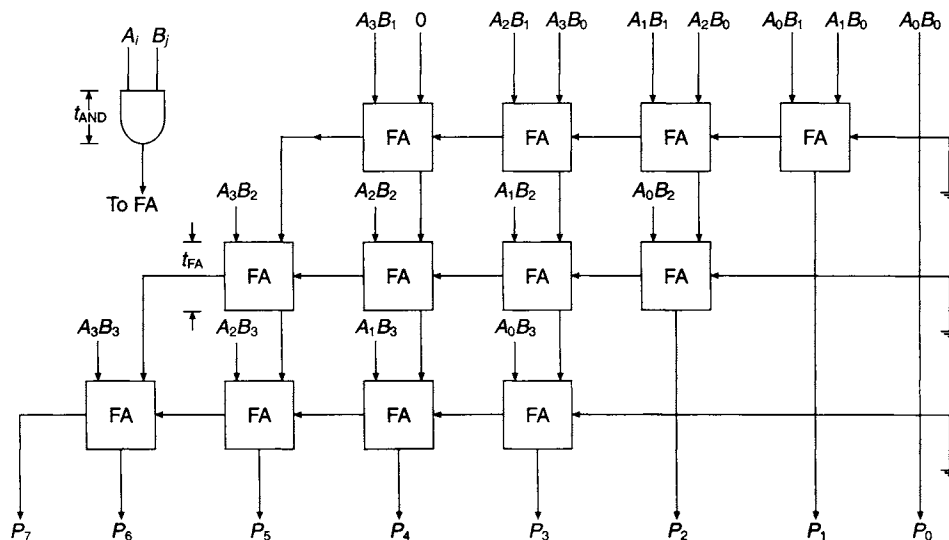 A₃B₁ 0 A₂B₁ A₃B₀ A₁B₁ A₂B₀ A₀B₁ A₁B₀ A₀B₀
Aᵢ Bⱼ
t_AND
To FA
FA FA FA FA
A₃B₂ A₂B₂ A₁B₂ A₀B₂
t_FA
FA FA FA FA
A₃B₃ A₂B₃ A₁B₃ A₀B₃
FA FA FA FA
P₇ P₆ P₅ P₄ P₃ P₂ P₁ P₀